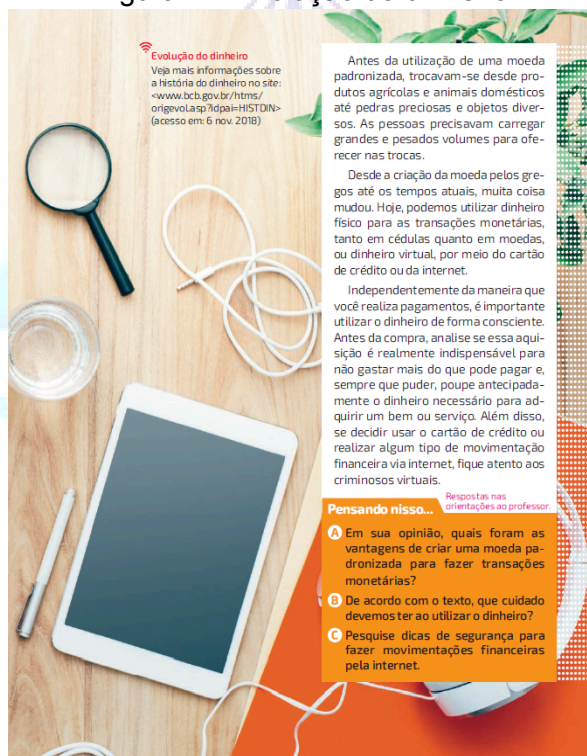 Evolução do dinheiro
Veja mais informações sobre
a história do dinheiro no site:
<www.bcb.gov.br/htms/
origevol.asp?idpai=HISTDIN>
(acesso em: 6 nov. 2018)
Antes da utilização de uma moeda
padronizada, trocavam-se desde pro-
dutos agrícolas e animais domésticos
até pedras preciosas e objetos diver-
sos. As pessoas precisavam carregar
grandes e pesados volumes para ofe-
recer nas trocas.
Desde a criação da moeda pelos gre-
gos até os tempos atuais, muita coisa
mudou. Hoje, podemos utilizar dinheiro
físico para as transações monetárias,
tanto em cédulas quanto em moedas,
ou dinheiro virtual, por meio do cartão
de crédito ou da internet.
Independentemente da maneira que
você realiza pagamentos, é importante
utilizar o dinheiro de forma consciente.
Antes da compra, analise se essa aqui-
sição é realmente indispensável para
não gastar mais do que pode pagar e,
sempre que puder, poupe antecipada-
mente o dinheiro necessário para ad-
quirir um bem ou serviço. Além disso,
se decidir usar o cartão de crédito ou
realizar algum tipo de movimentação
financeira via internet, fique atento aos
criminosos virtuais.
Respostas nas
orientações ao professor.
Pensando nisso...
A Em sua opinião, quais foram as
vantagens de criar uma moeda pa-
dronizada para fazer transações
monetárias?
B De acordo com o texto, que cuidado
devemos ter ao utilizar o dinheiro?
C Pesquise dicas de segurança para
fazer movimentações financeiras
pela internet.